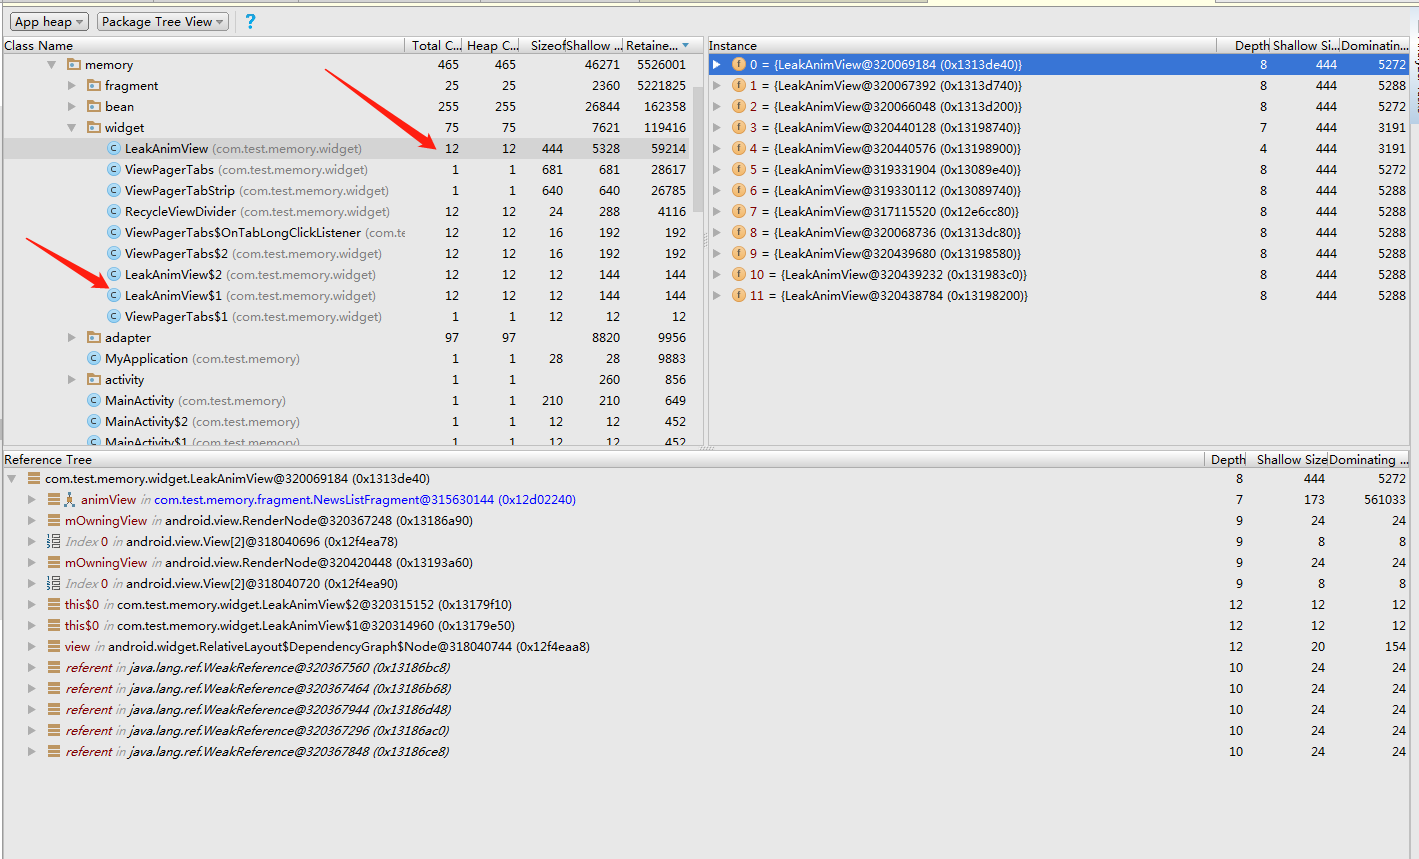 App heap Package Tree View ?
Class Name Total C... Heap C... Sizeof Shallow ... Retaine...
memory 465 465 46271 5526001
fragment 25 25 2360 5221825
bean 255 255 26844 162358
widget 75 75 7621 119416
LeakAnimView (com.test.memory.widget) 12 12 444 5328 59214
ViewPagerTabs (com.test.memory.widget) 1 1 681 681 28617
ViewPagerTabStrip (com.test.memory.widget) 1 1 640 640 26785
RecycleViewDivider (com.test.memory.widget) 12 12 24 288 4116
ViewPagerTabs$OnTabLongClickListener (com.te 12 12 16 192 192
ViewPagerTabs$2 (com.test.memory.widget) 12 12 16 192 192
LeakAnimView$2 (com.test.memory.widget) 12 12 12 144 144
LeakAnimView$1 (com.test.memory.widget) 12 12 12 144 144
ViewPagerTabs$1 (com.test.memory.widget) 1 1 12 12 12
adapter 97 97 8820 9956
MyApplication (com.test.memory) 1 1 28 28 9883
activity 1 1 260 856
MainActivity (com.test.memory) 1 1 210 210 649
MainActivity$2 (com.test.memory) 1 1 12 12 452
MainActivity$1 (com.test.memory) 1 1 12 12 452
Instance Depth Shallow Si... Dominatin...
0 = {LeakAnimView@320069184 (0x1313de40)} 8 444 5272
1 = {LeakAnimView@320067392 (0x1313d740)} 8 444 5288
2 = {LeakAnimView@320066048 (0x1313d200)} 8 444 5272
3 = {LeakAnimView@320440128 (0x13198740)} 7 444 3191
4 = {LeakAnimView@320440576 (0x13198900)} 4 444 3191
5 = {LeakAnimView@319331904 (0x13089e40)} 8 444 5272
6 = {LeakAnimView@319330112 (0x13089740)} 8 444 5288
7 = {LeakAnimView@317115520 (0x12e6cc80)} 8 444 5288
8 = {LeakAnimView@320068736 (0x1313dc80)} 8 444 5288
9 = {LeakAnimView@320439680 (0x13198580)} 8 444 5288
10 = {LeakAnimView@320439232 (0x131983c0)} 8 444 5288
11 = {LeakAnimView@320438784 (0x13198200)} 8 444 5288
Reference Tree Depth Shallow Size Dominating ...
com.test.memory.widget.LeakAnimView@320069184 (0x1313de40) 8 444 5272
animView in com.test.memory.fragment.NewsListFragment@315630144 (0x12d02240) 7 173 561033
mOwningView in android.view.RenderNode@320367248 (0x13186a90) 9 24 24
Index 0 in android.view.View[2]@318040696 (0x12f4ea78) 9 8 8
mOwningView in android.view.RenderNode@320420448 (0x13193a60) 9 24 24
Index 0 in android.view.View[2]@318040720 (0x12f4ea90) 9 8 8
this$0 in com.test.memory.widget.LeakAnimView$2@320315152 (0x13179f10) 12 12 12
this$0 in com.test.memory.widget.LeakAnimView$1@320314960 (0x13179e50) 12 12 12
view in android.widget.RelativeLayout$DependencyGraph$Node@318040744 (0x12f4eaa8) 12 20 154
referent in java.lang.ref.WeakReference@320367560 (0x13186bc8) 10 24 24
referent in java.lang.ref.WeakReference@320367464 (0x13186b68) 10 24 24
referent in java.lang.ref.WeakReference@320367944 (0x13186d48) 10 24 24
referent in java.lang.ref.WeakReference@320367296 (0x13186ac0) 10 24 24
referent in java.lang.ref.WeakReference@320367848 (0x13186ce8) 10 24 24